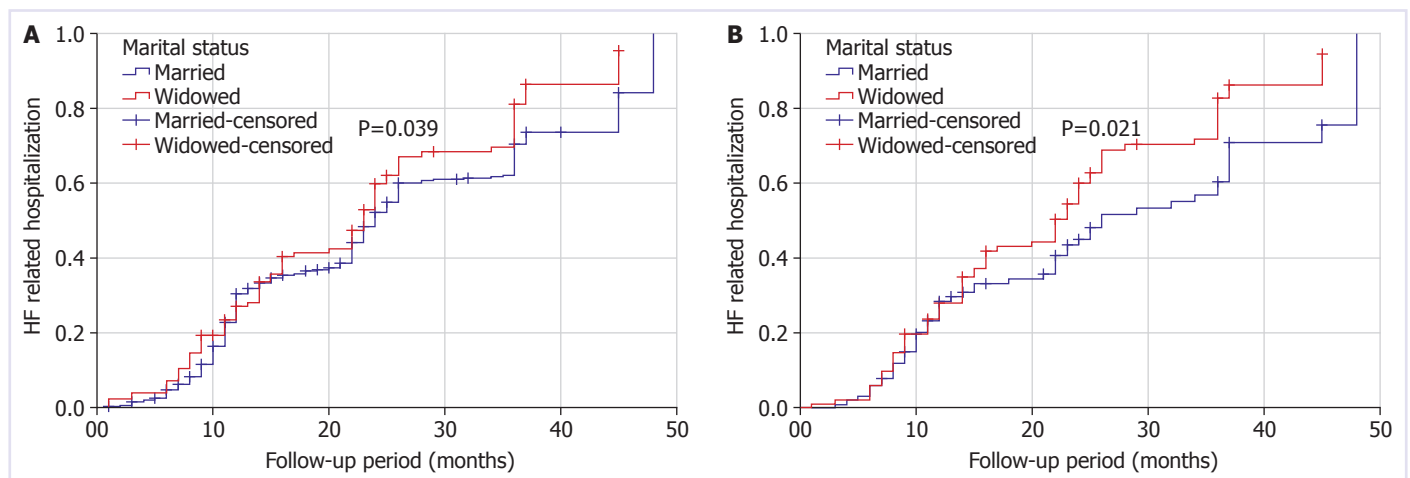 A
Marital status
Married
Widowed
Married-censored
Widowed-censored
P=0.039
HF related hospitalization
1.0
0.8
0.6
0.4
0.2
0.0
00 10 20 30 40 50
Follow-up period (months)
B
Marital status
Married
Widowed
Married-censored
Widowed-censored
P=0.021
HF related hospitalization
1.0
0.8
0.6
0.4
0.2
0.0
00 10 20 30 40 50
Follow-up period (months)